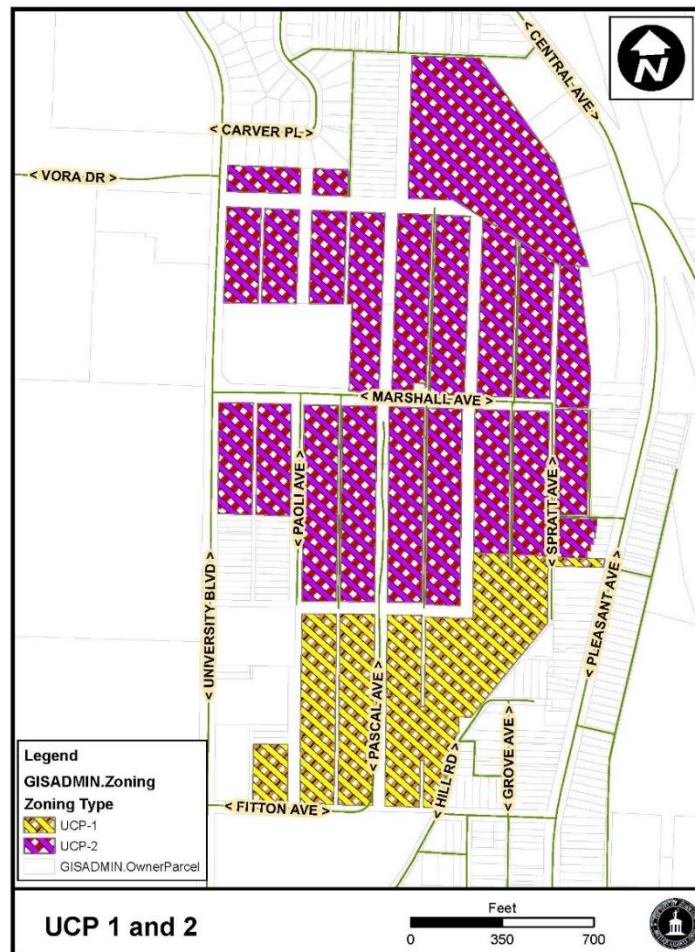 N
< CENTRAL AVE >
< CARVER PL >
< VORA DR >
< MARSHALL AVE >
< PAOLI AVE >
< SPRATT AVE >
< UNIVERSITY BLVD >
< PLEASANT AVE >
< PASCAL AVE >
< HILL RD >
< GROVE AVE >
< FITTON AVE >
Legend
GISADMIN.Zoning
Zoning Type
UCP-1
UCP-2
GISADMIN.OwnerParcel
UCP 1 and 2
Feet
0 350 700